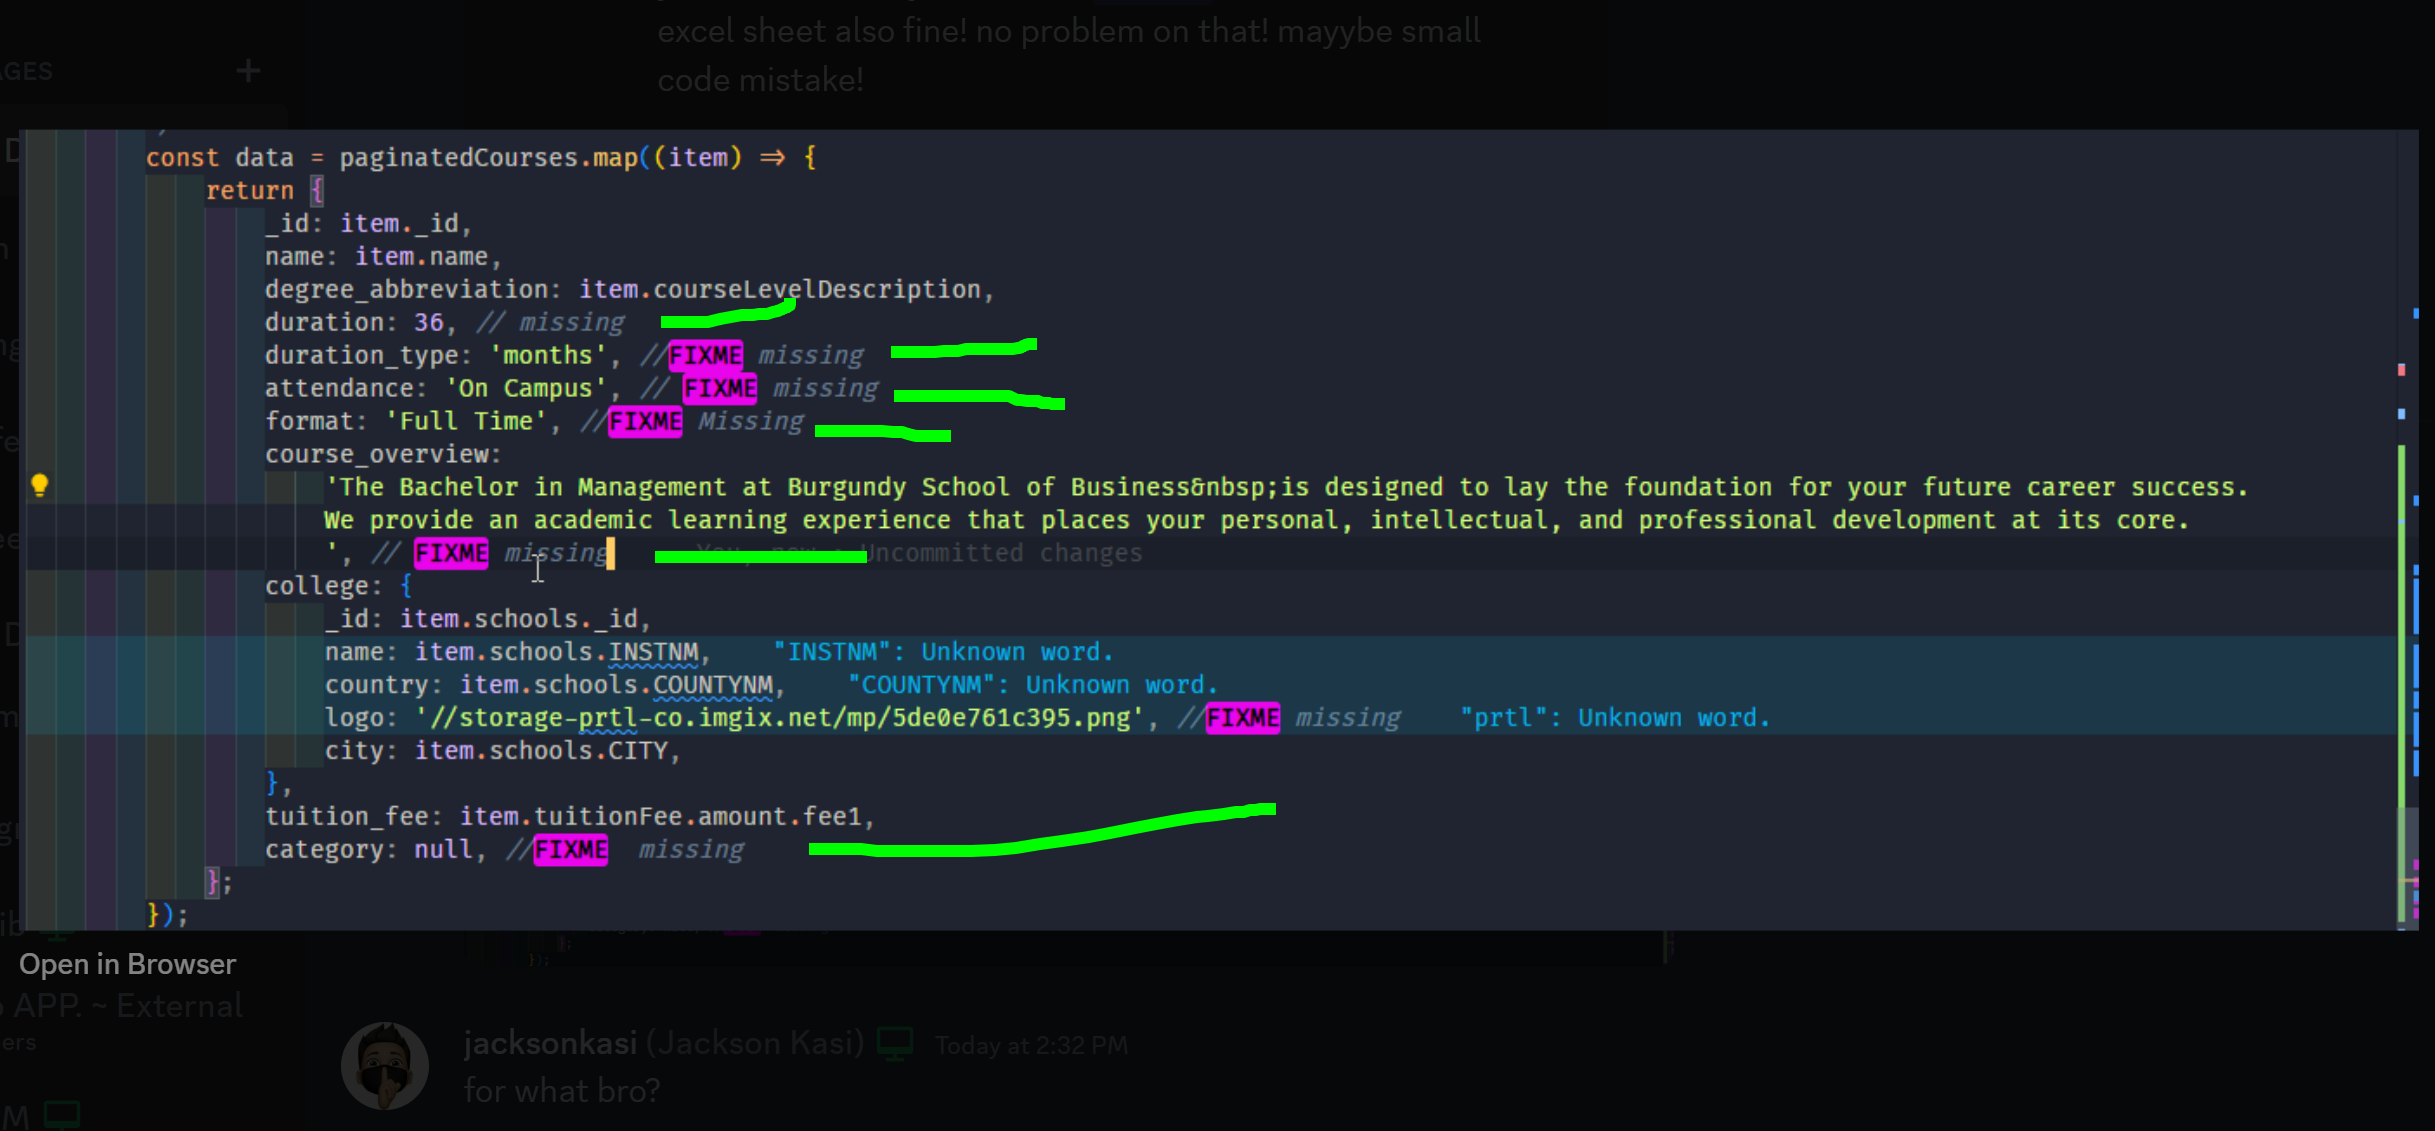 excel sheet also fine! no problem on that! mayybe small
code mistake!
AGES +
const data = paginatedCourses.map((item) => {
return {
_id: item._id,
name: item.name,
degree_abbreviation: item.courseLevelDescription,
duration: 36, // missing
duration_type: 'months', //FIXME missing
attendance: 'On Campus', // FIXME missing
format: 'Full Time', //FIXME Missing
course_overview:
'The Bachelor in Management at Burgundy School of Business&nbsp;is designed to lay the foundation for your future career success.
We provide an academic learning experience that places your personal, intellectual, and professional development at its core.
', // FIXME missing Uncommitted changes
college: {
_id: item.schools._id,
name: item.schools.INSTNM, "INSTNM": Unknown word.
country: item.schools.COUNTYNM, "COUNTYNM": Unknown word.
logo: '//storage-prtl-co.imgix.net/mp/5de0e761c395.png', //FIXME missing "prtl": Unknown word.
city: item.schools.CITY,
},
tuition_fee: item.tuitionFee.amount.fee1,
category: null, //FIXME missing
};
});
Open in Browser
APP. ~ External
ers
jacksonkasi (Jackson Kasi) Today at 2:32 PM
for what bro?
M